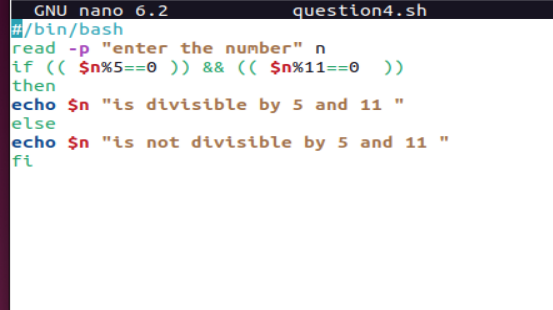 GNU nano 6.2 question4.sh
#/bin/bash
read -p "enter the number" n
if (( $n%5==0 )) && (( $n%11==0  ))
then
echo $n "is divisible by 5 and 11 "
else
echo $n "is not divisible by 5 and 11 "
fi